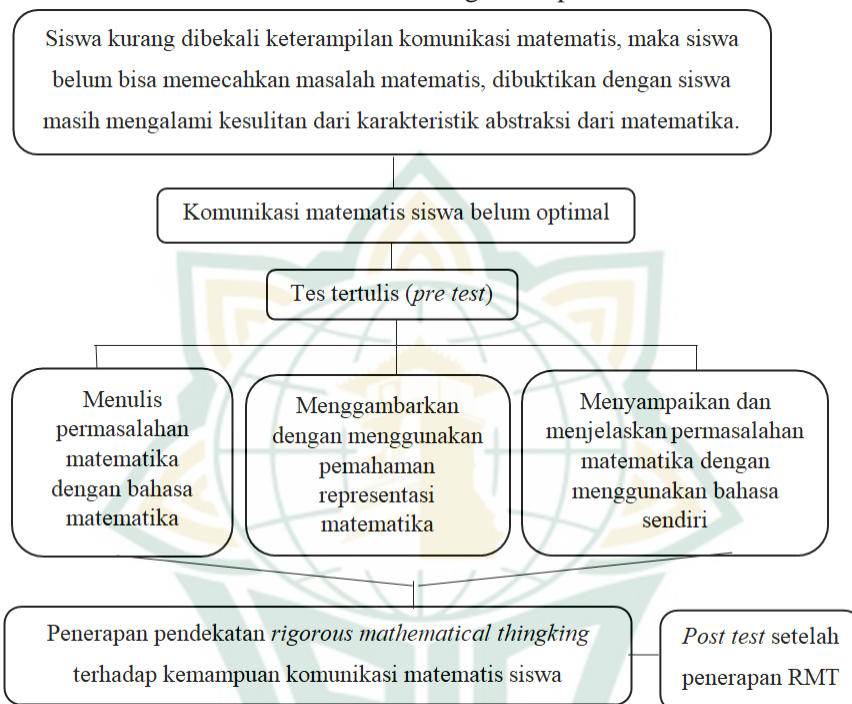 Siswa kurang dibekali keterampilan komunikasi matematis, maka siswa
belum bisa memecahkan masalah matematis, dibuktikan dengan siswa
masih mengalami kesulitan dari karakteristik abstraksi dari matematika.
Komunikasi matematis siswa belum optimal
Tes tertulis (pre test)
Menulis
permasalahan
matematika
dengan bahasa
matematika
Menggambarkan
dengan menggunakan
pemahaman
representasi
matematika
Menyampaikan dan
menjelaskan permasalahan
matematika dengan
menggunakan bahasa
sendiri
Penerapan pendekatan rigorous mathematical thingking
terhadap kemampuan komunikasi matematis siswa
Post test setelah
penerapan RMT